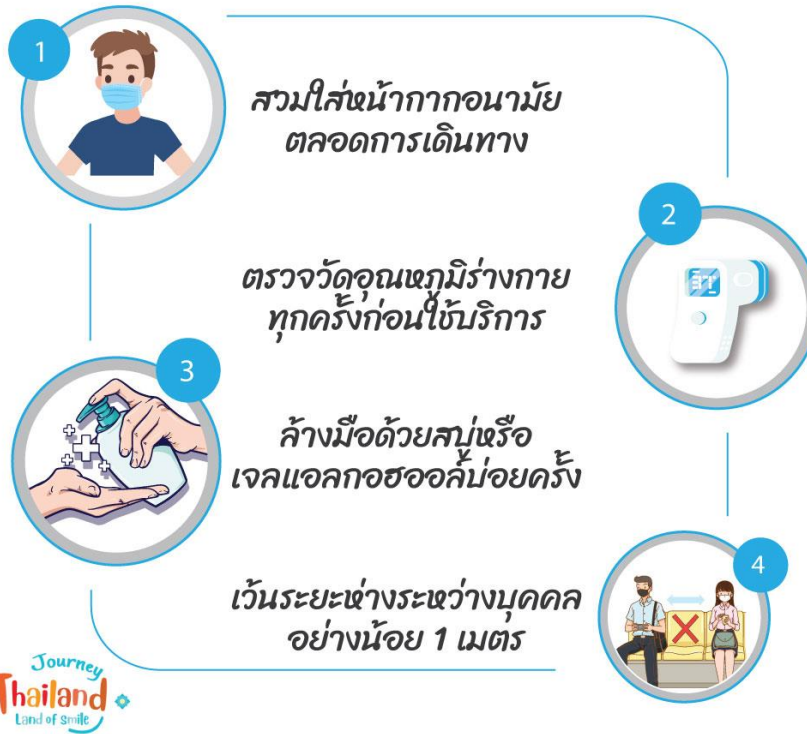 1
สวมใส่หน้ากากอนามัย
ตลอดการเดินทาง
2
37
ตรวจวัดอุณหภูมิร่างกาย
ทุกครั้งก่อนใช้บริการ
3
ล้างมือด้วยสบู่หรือ
เจลแอลกอฮออล์บ่อยครั้ง
4
เว้นระยะห่างระหว่างบุคคล
อย่างน้อย 1 เมตร
Journey
Thailand
Land of Smile